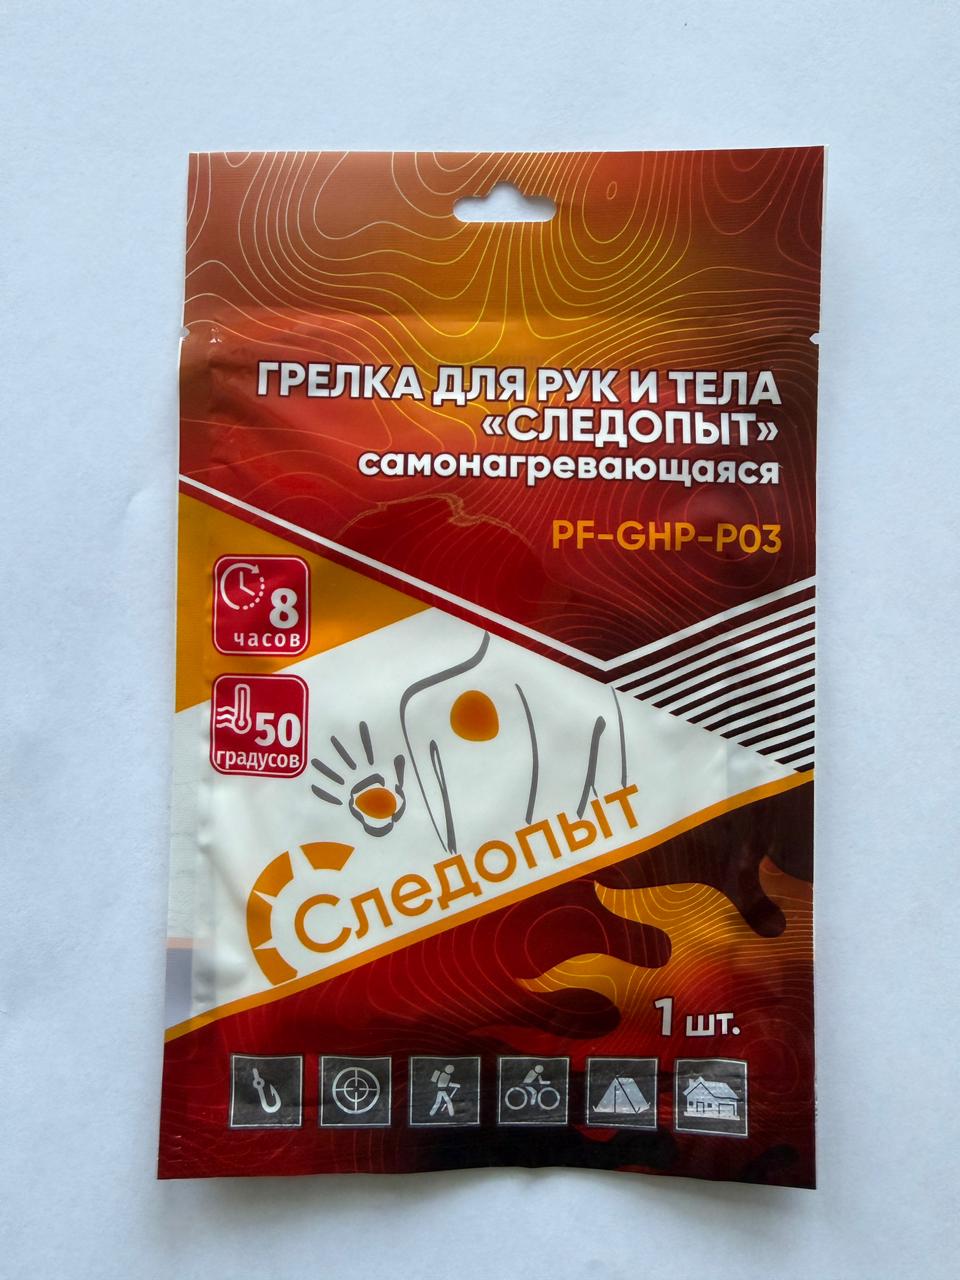 ГРЕЛКА ДЛЯ РУК И ТЕЛА
«СЛЕДОПЫТ»
самонагревающаяся
PF-GHP-P03
8
часов
50
градусов
Следопыт
1 шт.